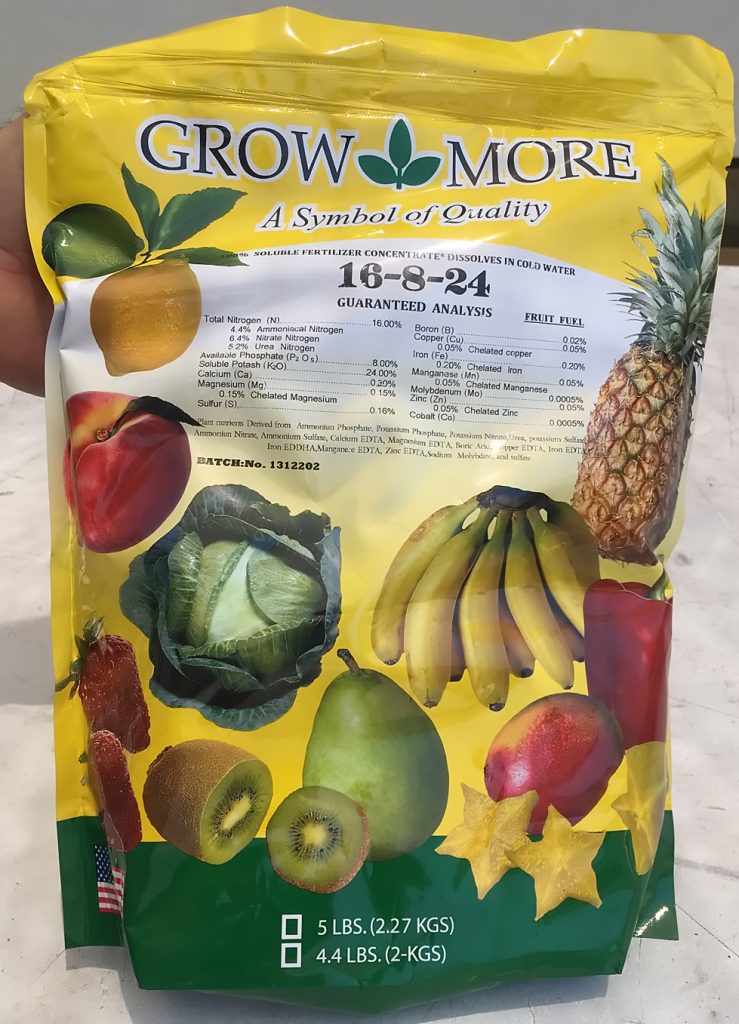 GROW MORE
A Symbol of Quality
100% SOLUBLE FERTILIZER CONCENTRATE* DISSOLVES IN COLD WATER
16-8-24
GUARANTEED ANALYSIS
FRUIT FUEL
Total Nitrogen (N) 16.00%
4.4% Ammoniacal Nitrogen
6.4% Nitrate Nitrogen
5.2% Urea Nitrogen
Available Phosphate (P₂O₅) 8.00%
Soluble Potash (K₂O) 24.00%
Calcium (Ca)
Magnesium (Mg) 0.15%
0.15% Chelated Magnesium
Sulfur (S) 0.16%
Boron (B) 0.02%
Copper (Cu) 0.05%
0.05% Chelated copper
Iron (Fe) 0.20%
0.20% Chelated Iron
Manganese (Mn) 0.05%
0.05% Chelated Manganese
Molybdenum (Mo) 0.0005%
Zinc (Zn) 0.05%
0.05% Chelated Zinc
Cobalt (Co) 0.0005%
Plant nutrients Derived from Ammoniun Phosphate, Potassium Phosphate, Potassium Nitrate, Urea, potassium Sulfate
Ammoniun Nitrate, Ammonium Sulfate, Calcium EDTA, Magnesium EDTA, Boric Acid, Copper EDTA, Iron EDTA
Iron EDDHA, Manganese EDTA, Zinc EDTA, Sodium Molybdate, and sulfate.
BATCH:No. 1312202
5 LBS. (2.27 KGS)
4.4 LBS. (2-KGS)